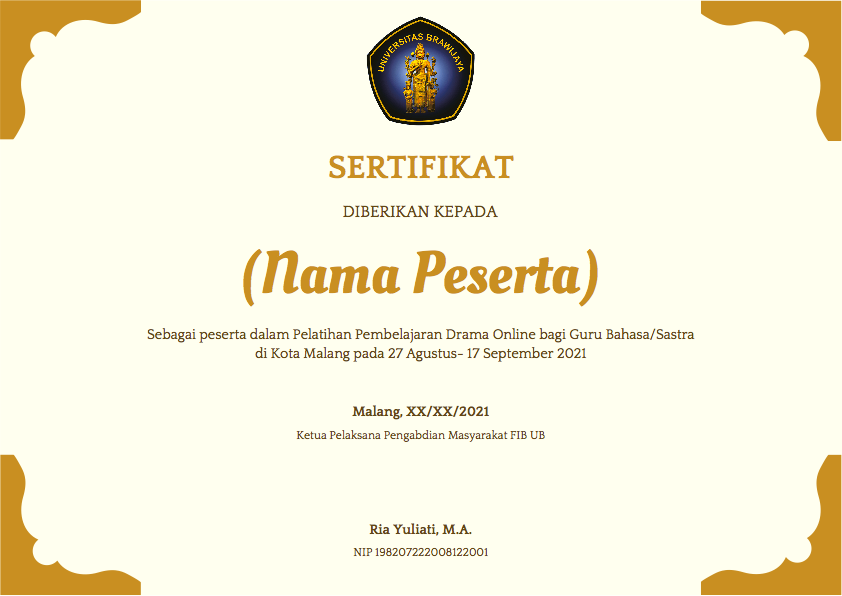 UNIVERSITAS BRAWIJAYA
SERTIFIKAT
DIBERIKAN KEPADA
(Nama Peserta)
Sebagai peserta dalam Pelatihan Pembelajaran Drama Online bagi Guru Bahasa/Sastra
di Kota Malang pada 27 Agustus- 17 September 2021
Malang, XX/XX/2021
Ketua Pelaksana Pengabdian Masyarakat FIB UB
Ria Yuliati, M.A.
NIP 198207222008122001